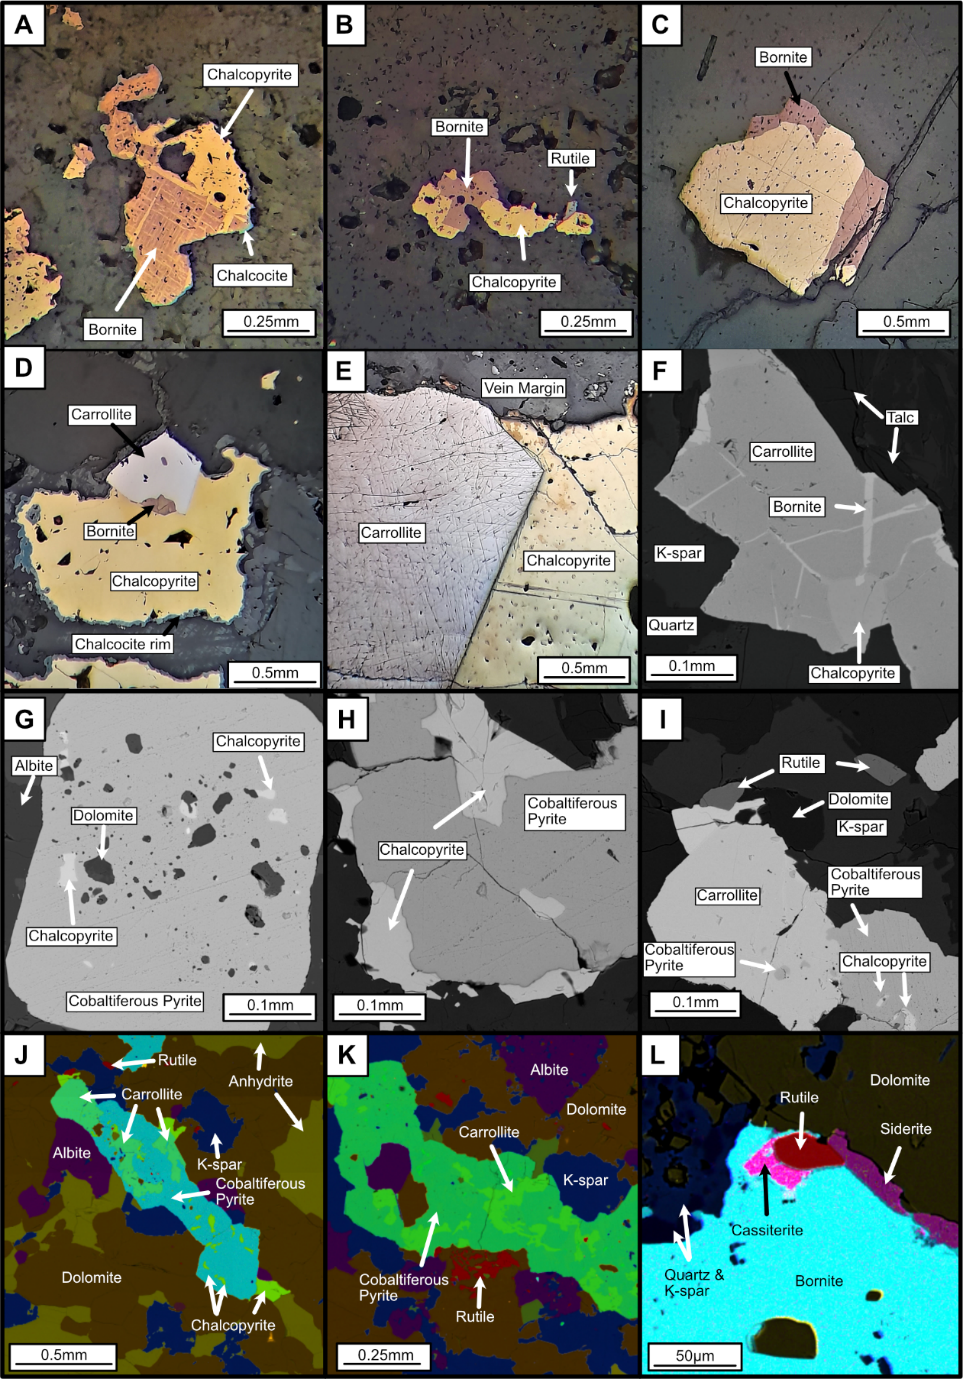 A
Chalcopyrite
Chalcocite
Bornite
0.25mm
B
Bornite
Rutile
Chalcopyrite
0.25mm
C
Bornite
Chalcopyrite
0.5mm
D
Carrollite
Bornite
Chalcopyrite
Chalcocite rim
0.5mm
E
Vein Margin
Carrollite
Chalcopyrite
0.5mm
F
Talc
Carrollite
Bornite
K-spar
Quartz
Chalcopyrite
0.1mm
G
Chalcopyrite
Albite
Dolomite
Chalcopyrite
Cobaltiferous Pyrite
0.1mm
H
Cobaltiferous
Pyrite
Chalcopyrite
0.1mm
I
Rutile
Dolomite
K-spar
Cobaltiferous
Pyrite
Carrollite
Cobaltiferous
Pyrite
Chalcopyrite
0.1mm
J
Rutile
Anhydrite
Carrollite
Albite
K-spar
Cobaltiferous
Pyrite
Dolomite
Chalcopyrite
0.5mm
K
Albite
Dolomite
Carrollite
K-spar
Cobaltiferous
Pyrite
Rutile
0.25mm
L
Dolomite
Rutile
Siderite
Cassiterite
Quartz &
K-spar
Bornite
50µm